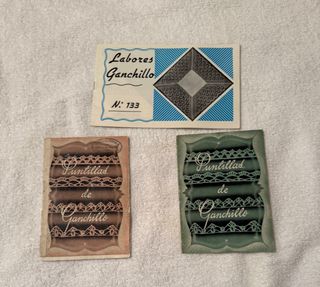 Labores
Ganchillo
N.: 133
Puntillas
de
Ganchillo
Puntillas
de
Ganchillo